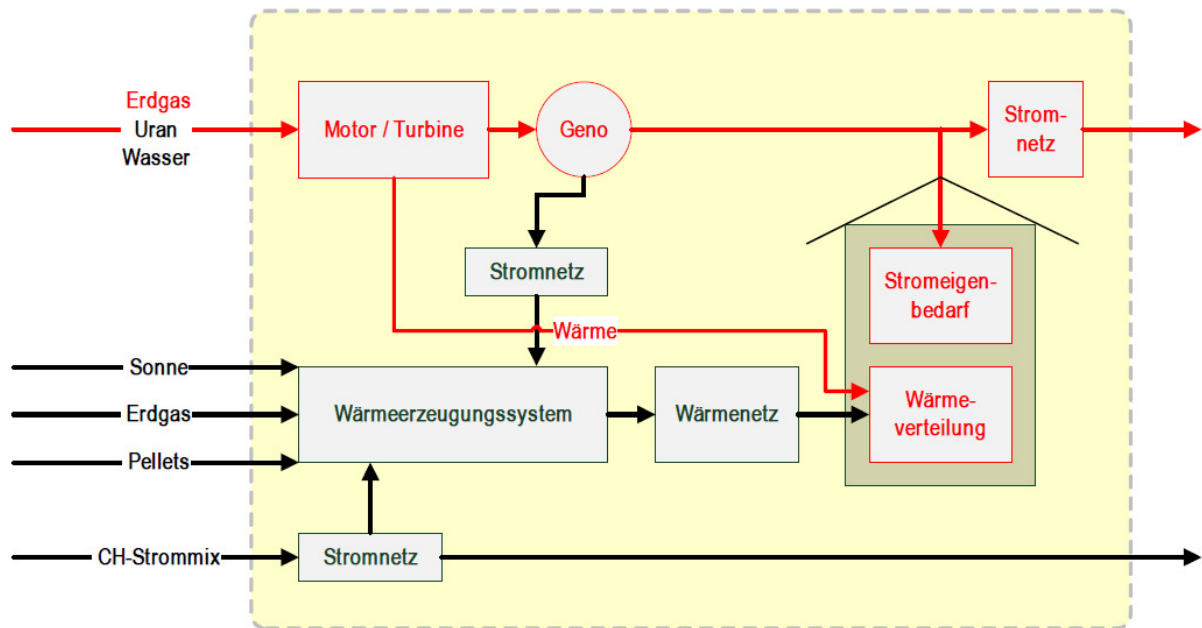 Erdgas
Uran
Wasser
Motor / Turbine
Geno
Strom-
netz
Stromnetz
Stromeigen-
bedarf
Wärme
Sonne
Erdgas
Pellets
Wärmeerzeugungssystem
Wärmenetz
Wärme-
verteilung
CH-Strommix
Stromnetz